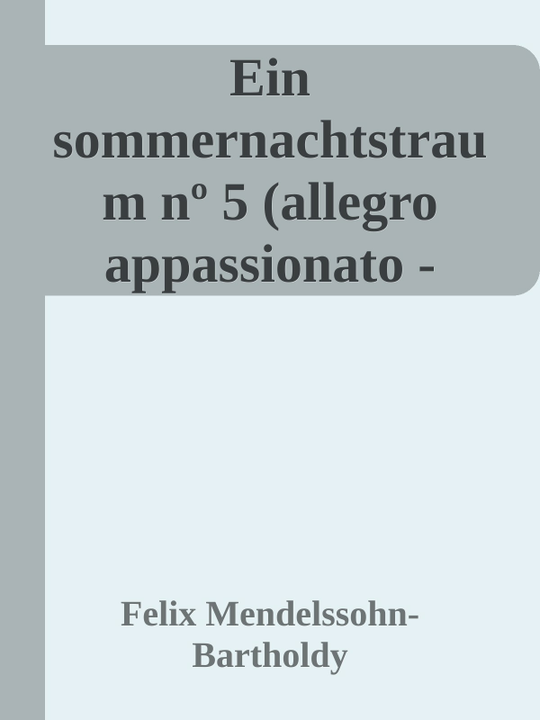 Ein
sommernachtstrau
m nº 5 (allegro
appassionato -
Felix Mendelssohn-
Bartholdy